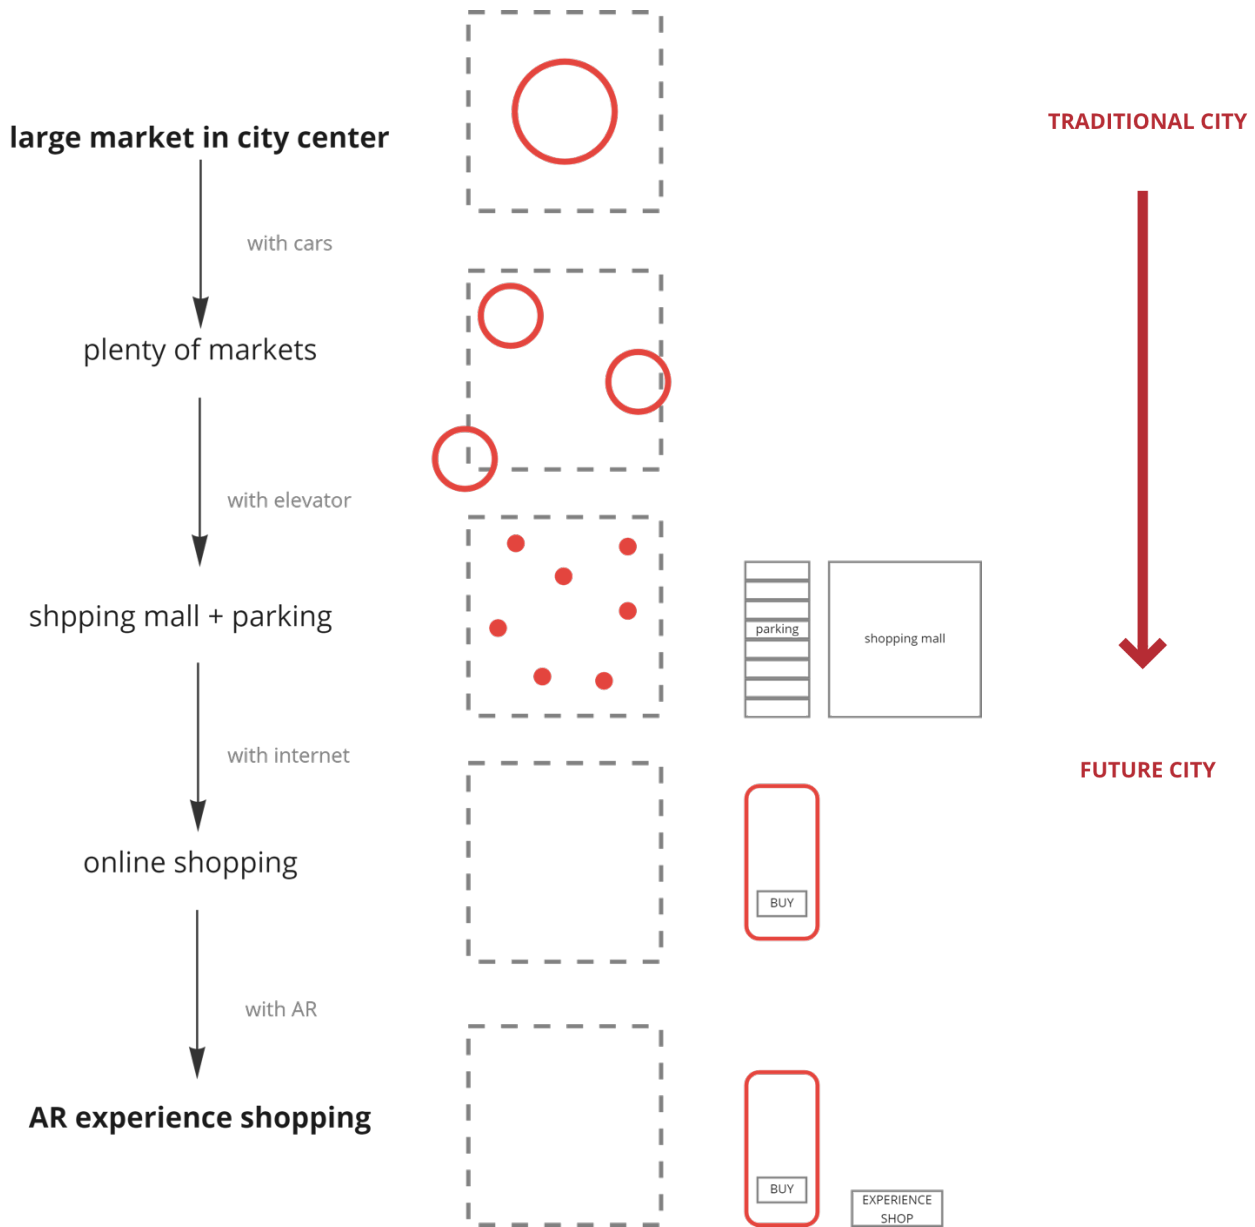 large market in city center
TRADITIONAL CITY
with cars
plenty of markets
with elevator
shpping mall + parking
parking
shopping mall
with internet
FUTURE CITY
online shopping
BUY
with AR
AR experience shopping
BUY
EXPERIENCE
SHOP